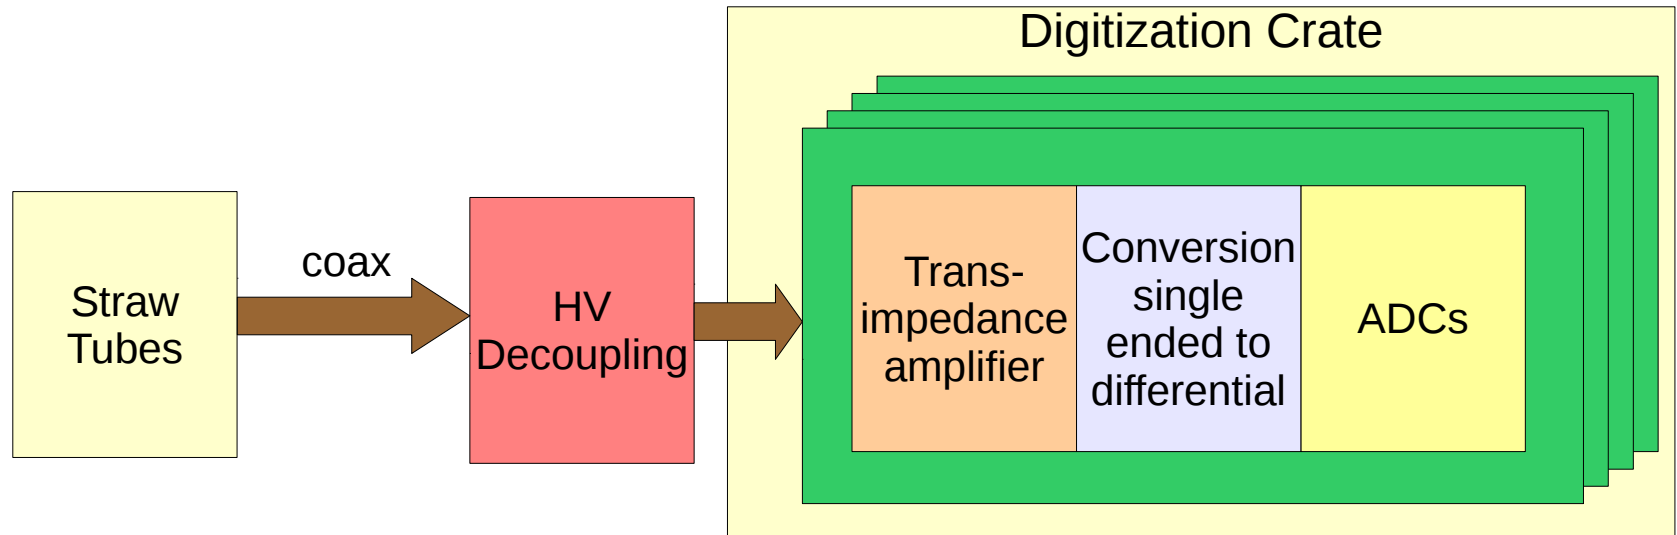 Digitization Crate
Straw
Tubes
coax
HV
Decoupling
Trans-
impedance
amplifier
Conversion
single
ended to
differential
ADCs